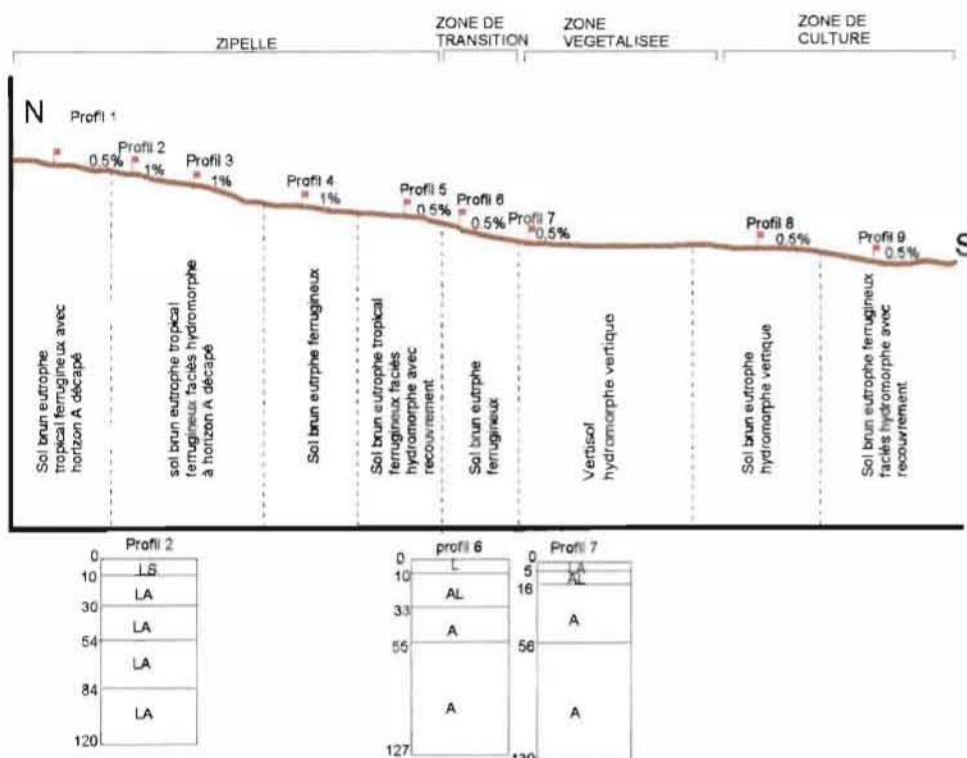 ZIPELLE
ZONE DE
TRANSITION
ZONE
VEGETALISEE
ZONE DE
CULTURE
N
Profil 1
0.5%
Profil 2
1%
Profil 3
1%
Profil 4
1%
Profil 5
0.5%
Profil 6
0.5%
Profil 7
0.5%
Profil 8
0.5%
Profil 9
0.5%
S
Sol brun eutrophe
tropical ferrugineux avec
horizon A décapé
sol brun eutrophe tropical
ferrugineux faciès hydromorphe
à horizon A décapé
Sol brun eutrphe ferrugineux
Sol brun eutrophe tropical
ferrugineux faciès
hydromorphe avec
recouvrement
Sol brun eutrphe
ferrugineux
Vertisol
hydromorphe vertique
Sol brun eutrophe
hydromorphe vertique
Sol brun eutrophe ferrugineux
faciès hydromorphe avec
recouvrement
Profil 2
0
LS
10
LA
30
LA
54
LA
84
LA
120
profil 6
0
L
10
AL
33
A
55
A
127
Profil 7
0
LA
5
AL
16
A
56
A